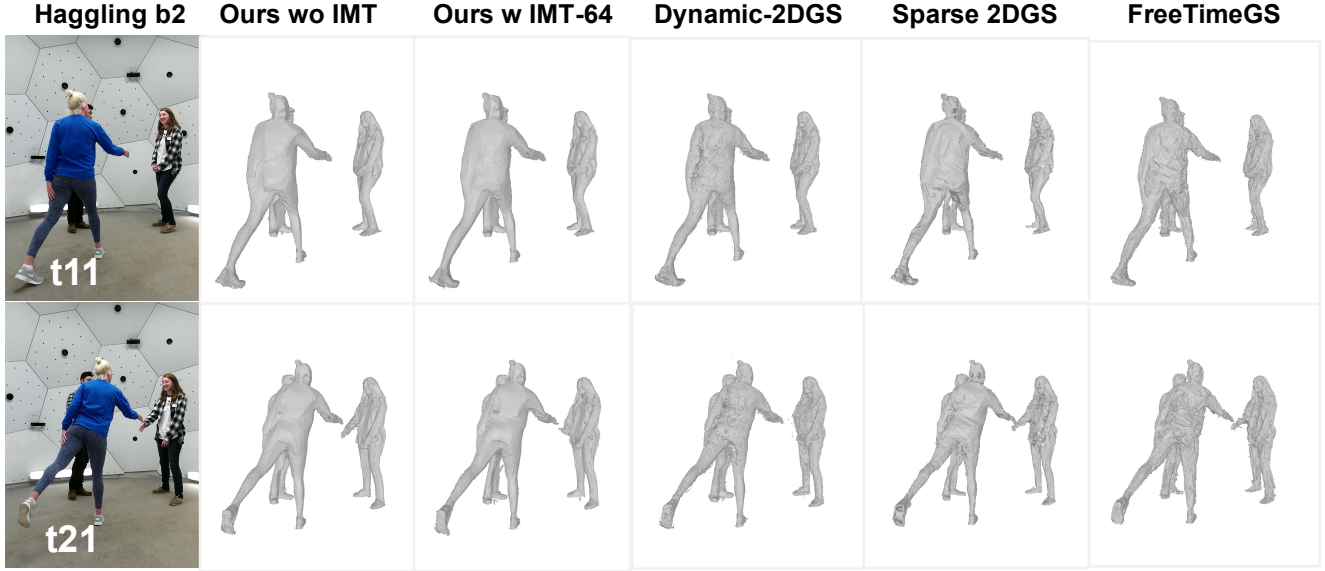 Haggling b2 Ours wo IMT Ours w IMT-64 Dynamic-2DGS Sparse 2DGS FreeTimeGS
t11
t21